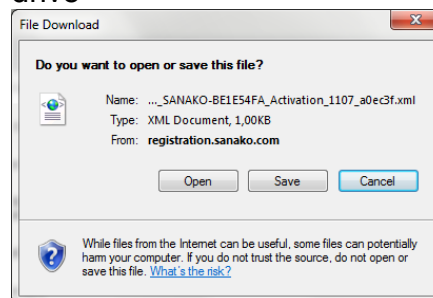 drive
File Download
Do you want to open or save this file?
Name: ..._SANAKO-BE1E54FA_Activation_1107_a0ec3f.xml
Type: XML Document, 1,00KB
From: registration.sanako.com
Open Save Cancel
While files from the Internet can be useful, some files can potentially
harm your computer. If you do not trust the source, do not open or
save this file. What's the risk?